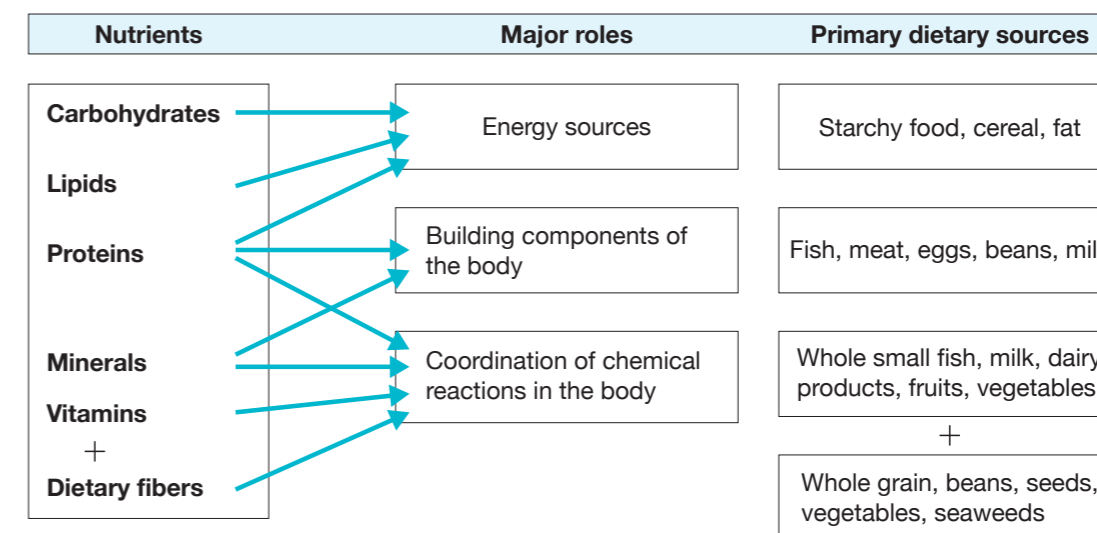 Nutrients
Major roles
Primary dietary sources
Carbohydrates
Lipids
Proteins
Minerals
Vitamins
+
Dietary fibers
Energy sources
Building components of
the body
Coordination of chemical
reactions in the body
Starchy food, cereal, fat
Fish, meat, eggs, beans,
Whole small fish, milk, dairy
products, fruits, vegetables
+
Whole grain, beans, seeds,
vegetables, seaweeds